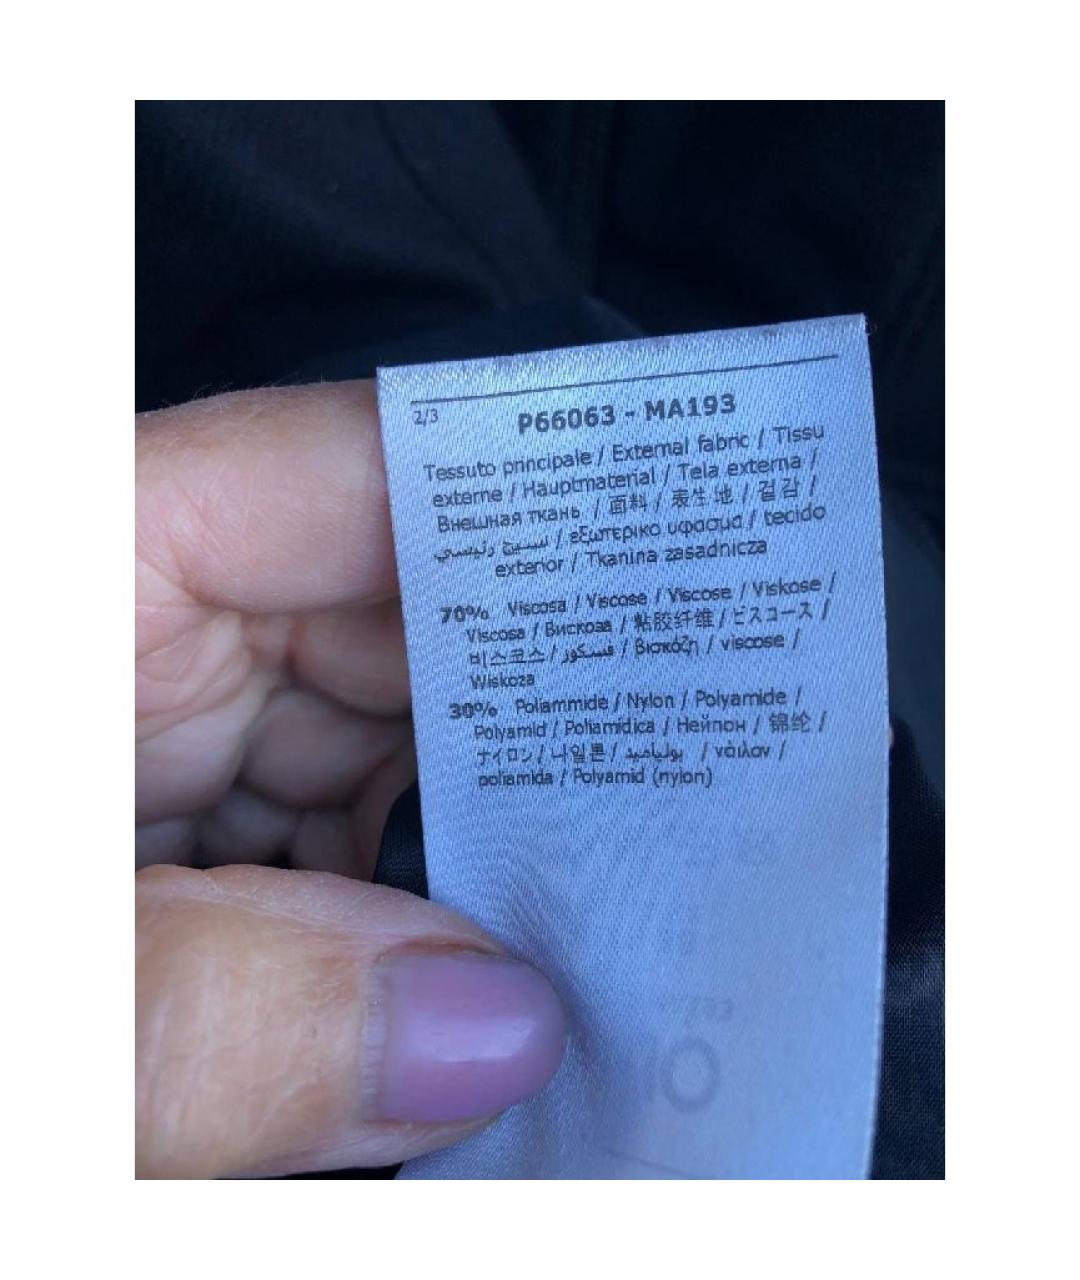 2/3
P66063 - MA193
Tessuto principale / External fabric / Tissu
externe / Hauptmaterial / Tela externa /
Внешная ткань / 面料 / 表生地 / 겉감 /
نسيج رئيسي / εξωτερικο υφασμα / tecido
exterior / Tkanina zasadnicza
70% Viscosa / Viscose / Viscose / Viskose /
Viscosa / Вискоза / 粘胶纤维 / ビスコース /
비스코스 / فسكوز / βισκόζη / viscose /
Wiskoza
30% Poliammide / Nylon / Polyamide /
Polyamid / Poliamidica / Нейлон / 锦纶 /
ナイロン / 나일론 / بولياميد / νάιλον /
poliamida / Polyamid (nylon)